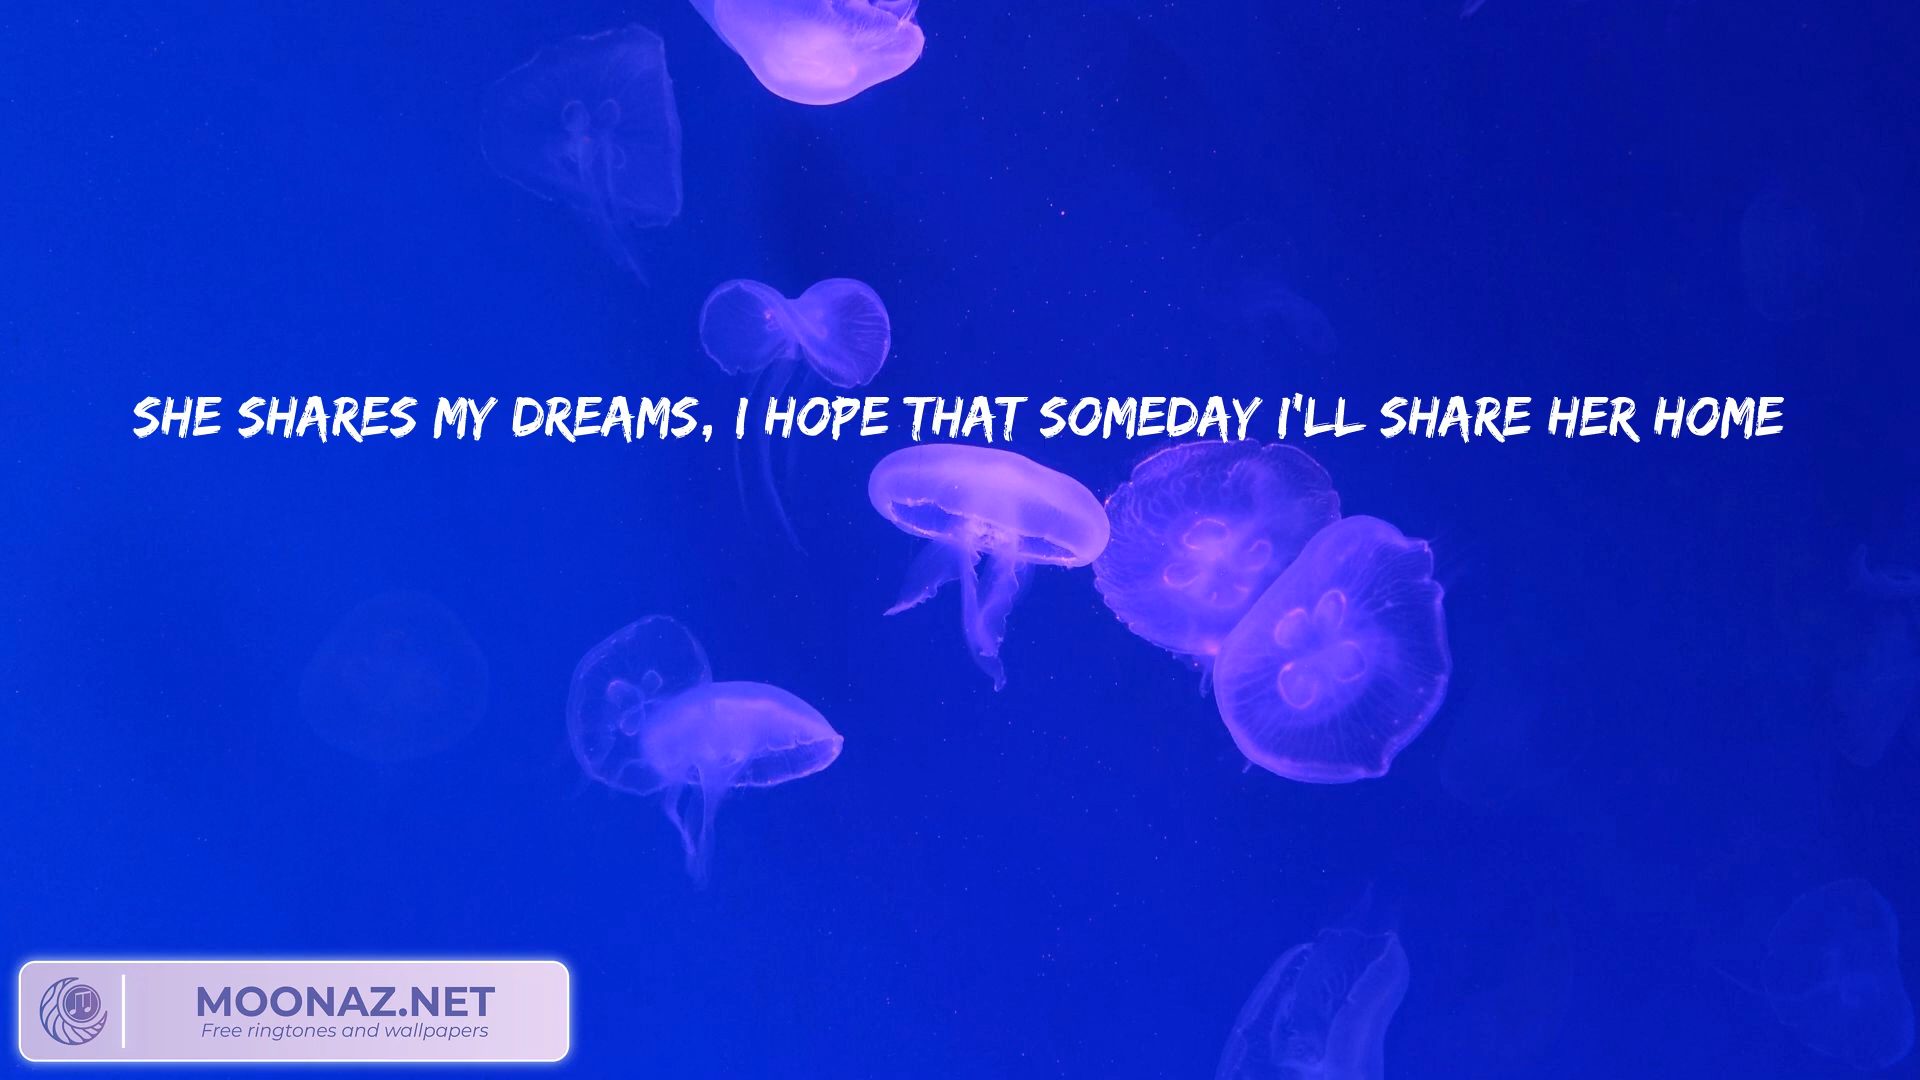 SHE SHARES MY DREAMS, I HOPE THAT SOMEDAY I'LL SHARE HER HOME
MOONAZ.NET
Free ringtones and wallpapers